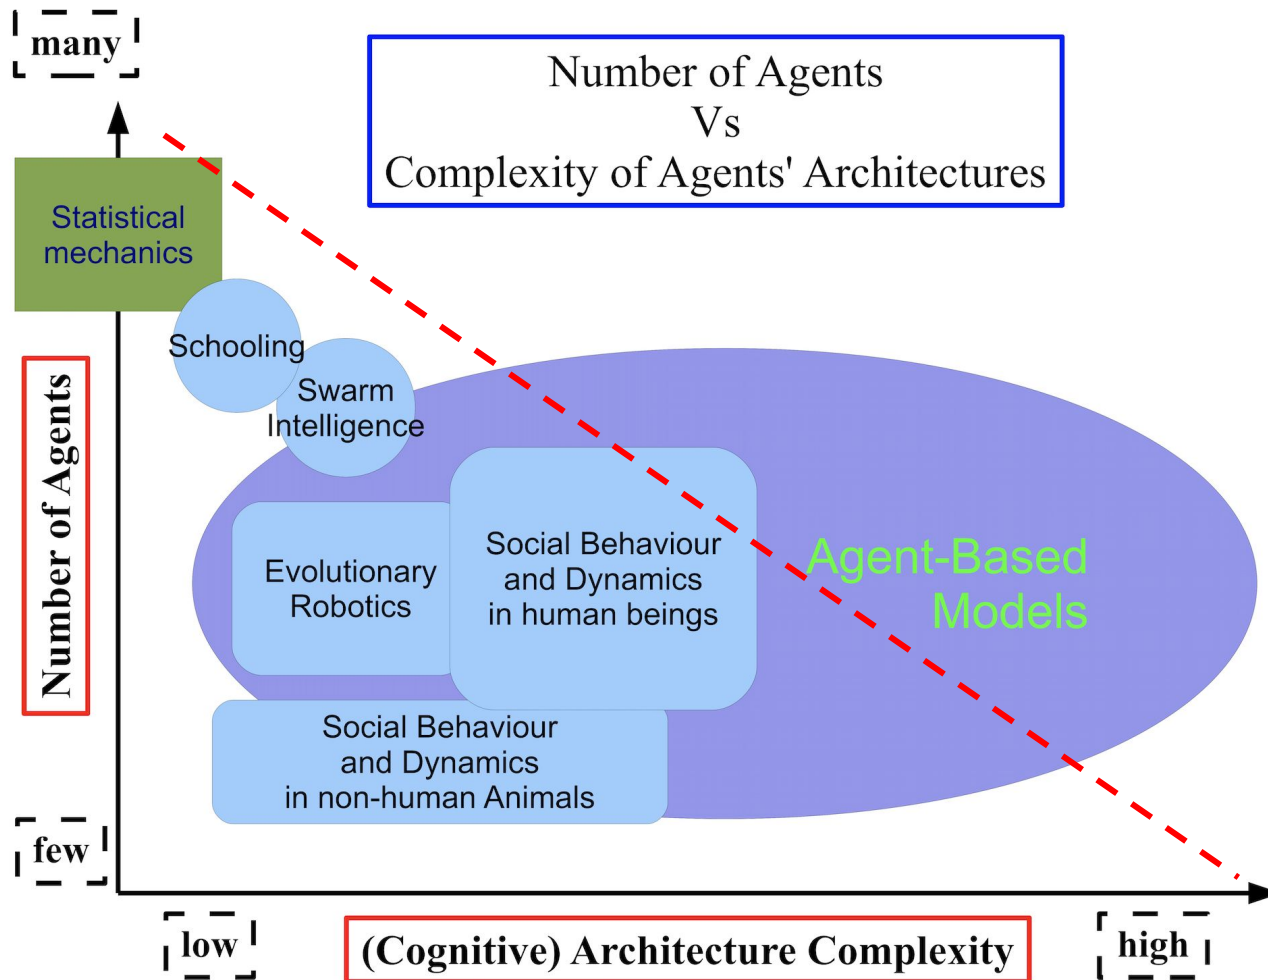 many
Number of Agents
Vs
Complexity of Agents' Architectures
Statistical
mechanics
Schooling
Swarm
Intelligence
Number of Agents
Evolutionary
Robotics
Social Behaviour
and Dynamics
in human beings
Agent-Based
Models
Social Behaviour
and Dynamics
in non-human Animals
few
low
(Cognitive) Architecture Complexity
high